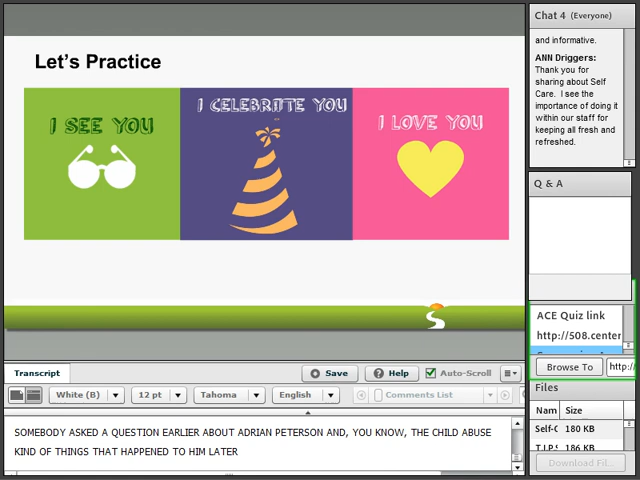 Let's Practice
I SEE YOU
I CELEBRATE YOU
I LOVE YOU
Chat 4 (Everyone)
and informative.
ANN Driggers:
Thank you for
sharing about Self
Care. I see the
importance of doing it
within our staff for
keeping all fresh and
refreshed.
Q & A
ACE Quiz link
http://508.center
Browse To
http:/
Files
Nam
Size
Self-C
180 KB
T.I.P.S
186 KB
Download Fil...
Transcript
Save
Help
Auto-Scroll
White (B)
12 pt
Tahoma
English
Comments List
SOMEBODY ASKED A QUESTION EARLIER ABOUT ADRIAN PETERSON AND, YOU KNOW, THE CHILD ABUSE
KIND OF THINGS THAT HAPPENED TO HIM LATER